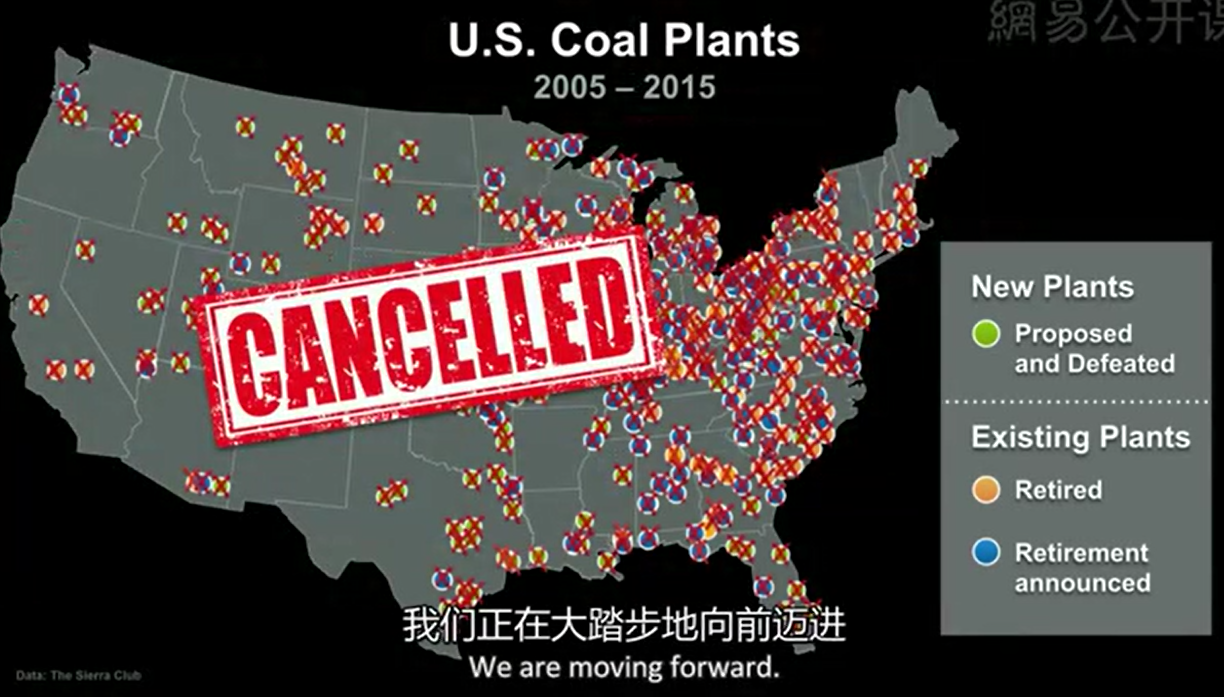 網易公开课
U.S. Coal Plants
2005 – 2015
CANCELLED
New Plants
Proposed
and Defeated
Existing Plants
Retired
Retirement
announced
我们正在大踏步地向前迈进
We are moving forward.
Data: The Sierra Club